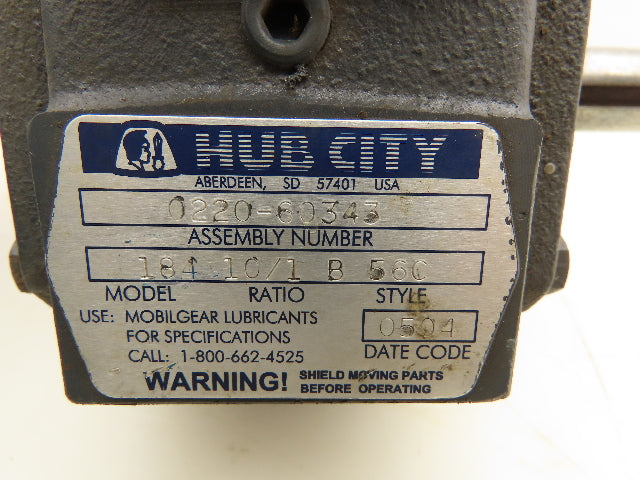 HUB CITY
ABERDEEN, SD 57401 USA
0220-60343
ASSEMBLY NUMBER
184 10/1 B 56C
MODEL RATIO STYLE
USE: MOBILGEAR LUBRICANTS
FOR SPECIFICATIONS
CALL: 1-800-662-4525
0504
DATE CODE
WARNING! SHIELD MOVING PARTS
BEFORE OPERATING